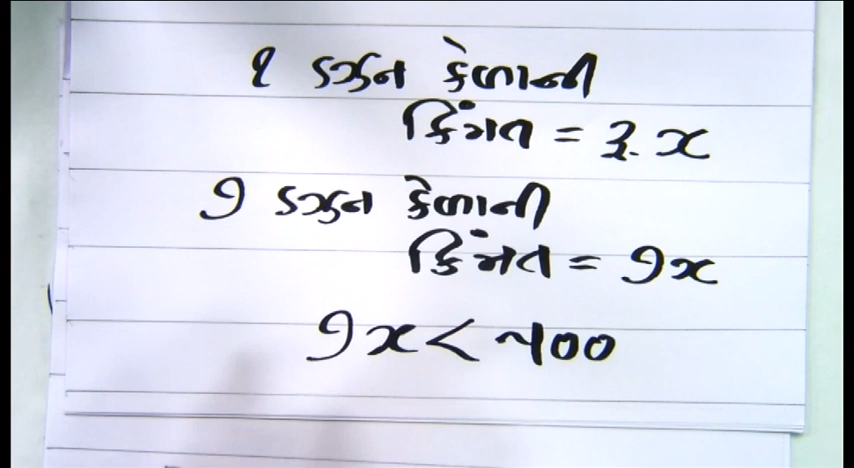 ૧ ડઝન કેળાની
કિંમત = રૂ. x
૭ ડઝન કેળાની
કિંમત = ૭x
૭x < ૫૦૦